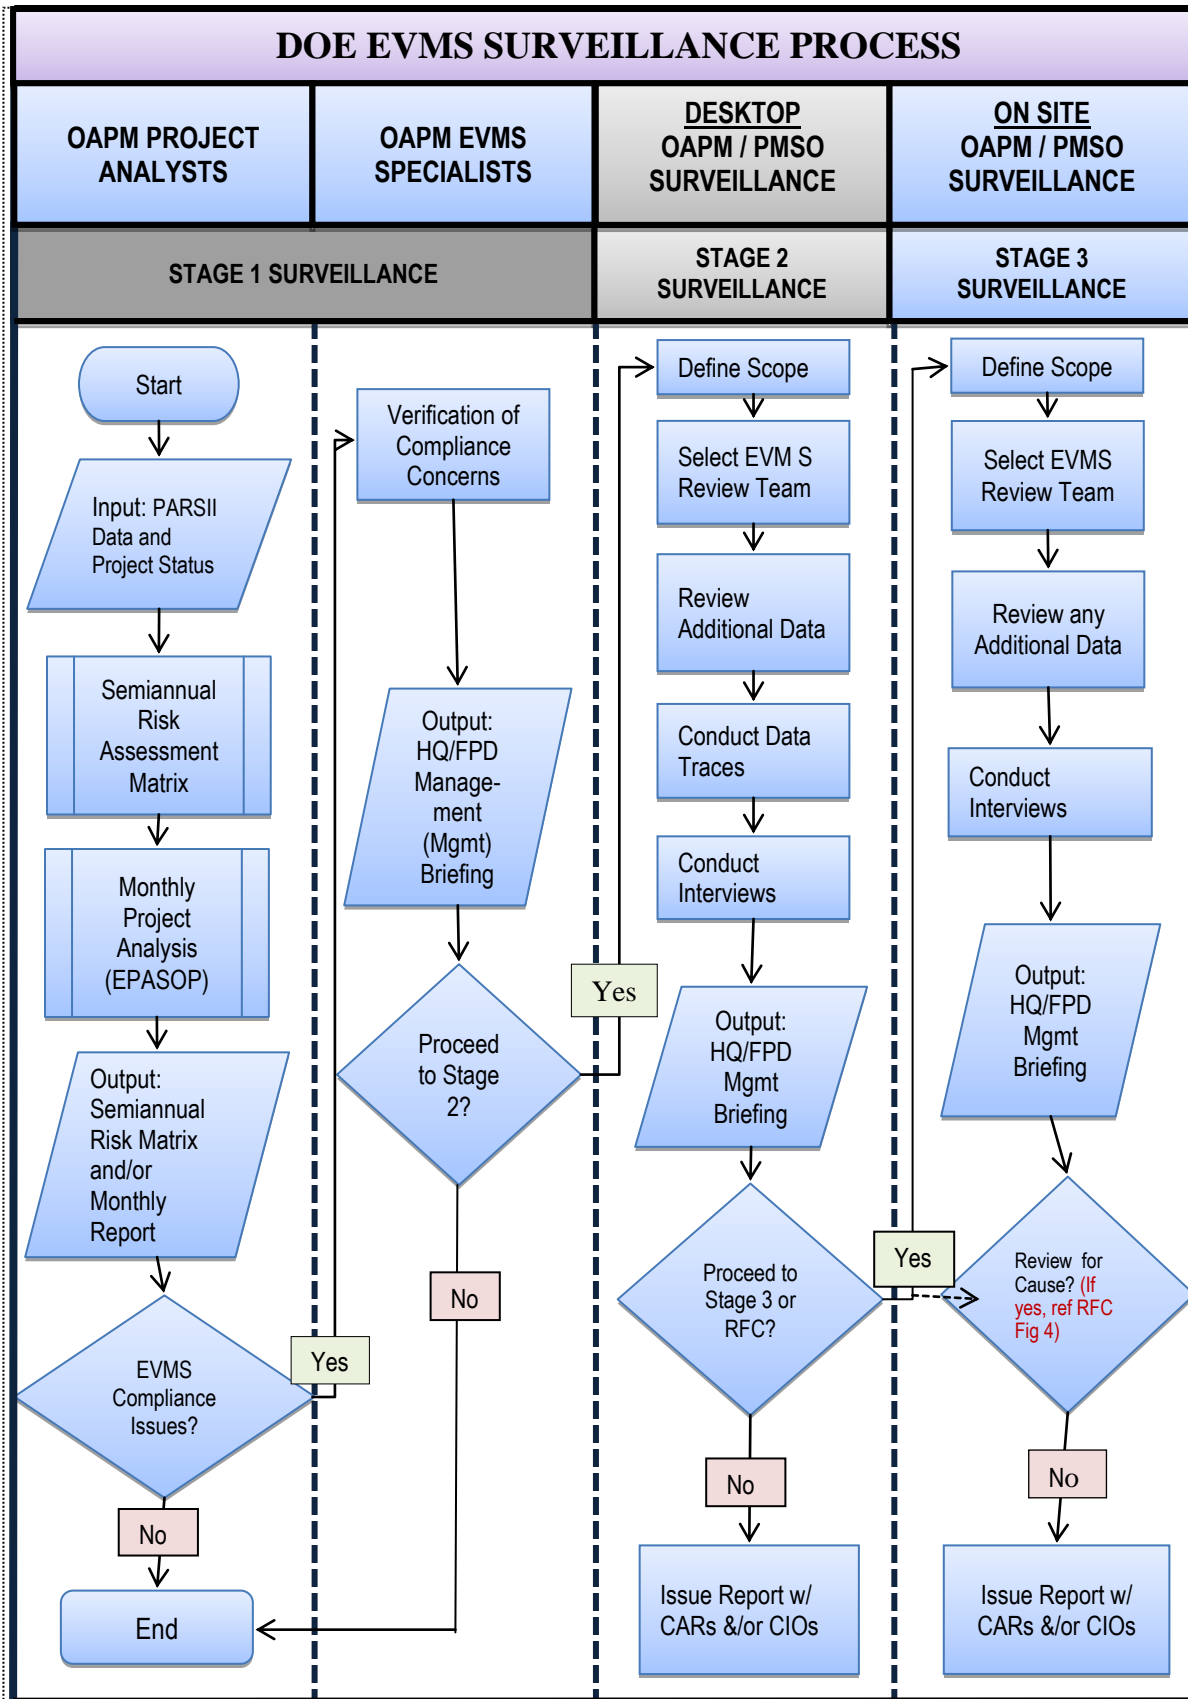 DOE EVMS SURVEILLANCE PROCESS
OAPM PROJECT
ANALYSTS
OAPM EVMS
SPECIALISTS
DESKTOP
OAPM / PMSO
SURVEILLANCE
ON SITE
OAPM / PMSO
SURVEILLANCE
STAGE 1 SURVEILLANCE
STAGE 2
SURVEILLANCE
STAGE 3
SURVEILLANCE
Start
Input: PARSII
Data and
Project Status
Semiannual
Risk
Assessment
Matrix
Monthly
Project
Analysis
(EPASOP)
Output:
Semiannual
Risk Matrix
and/or
Monthly
Report
EVMS
Compliance
Issues?
Yes
No
End
Verification of
Compliance
Concerns
Output:
HQ/FPD
Manage-
ment
(Mgmt)
Briefing
Proceed
to Stage
2?
Yes
No
Define Scope
Select EVM S
Review Team
Review
Additional Data
Conduct Data
Traces
Conduct
Interviews
Output:
HQ/FPD
Mgmt
Briefing
Proceed to
Stage 3 or
RFC?
Yes
No
Issue Report w/
CARs &/or CIOs
Define Scope
Select EVMS
Review Team
Review any
Additional Data
Conduct
Interviews
Output:
HQ/FPD
Mgmt
Briefing
Review for
Cause? (If
yes, ref RFC
Fig 4)
No
Issue Report w/
CARs &/or CIOs